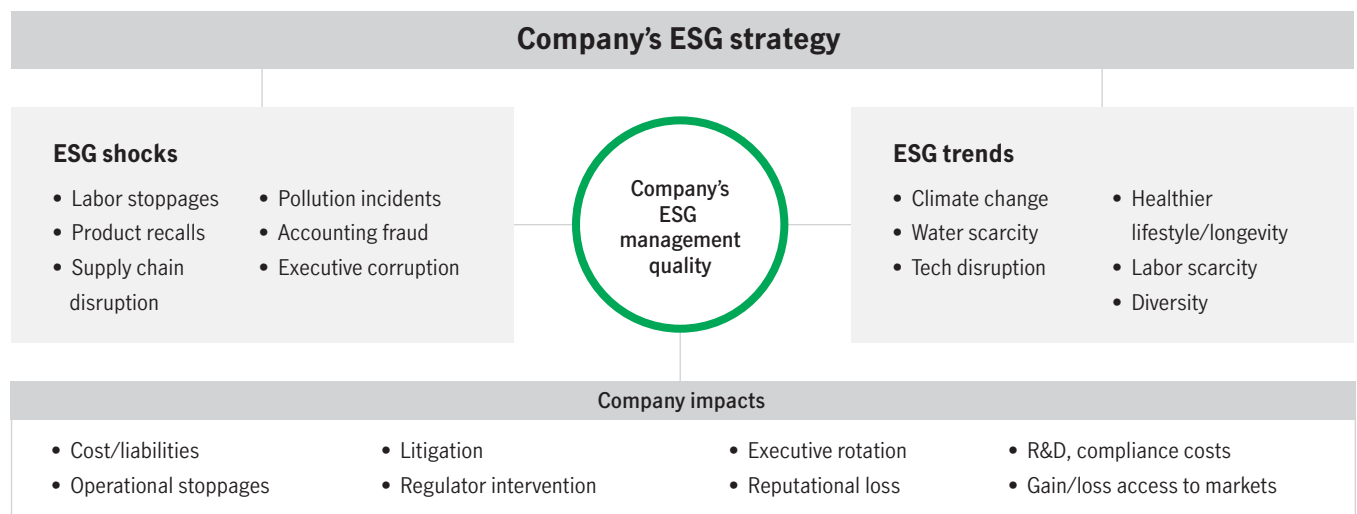 Company’s ESG strategy
ESG shocks
• Labor stoppages
• Product recalls
• Supply chain
disruption
• Pollution incidents
• Accounting fraud
• Executive corruption
Company’s
ESG
management
quality
ESG trends
• Climate change
• Water scarcity
• Tech disruption
• Healthier
lifestyle/longevity
• Labor scarcity
• Diversity
Company impacts
• Cost/liabilities
• Operational stoppages
• Litigation
• Regulator intervention
• Executive rotation
• Reputational loss
• R&D, compliance costs
• Gain/loss access to markets